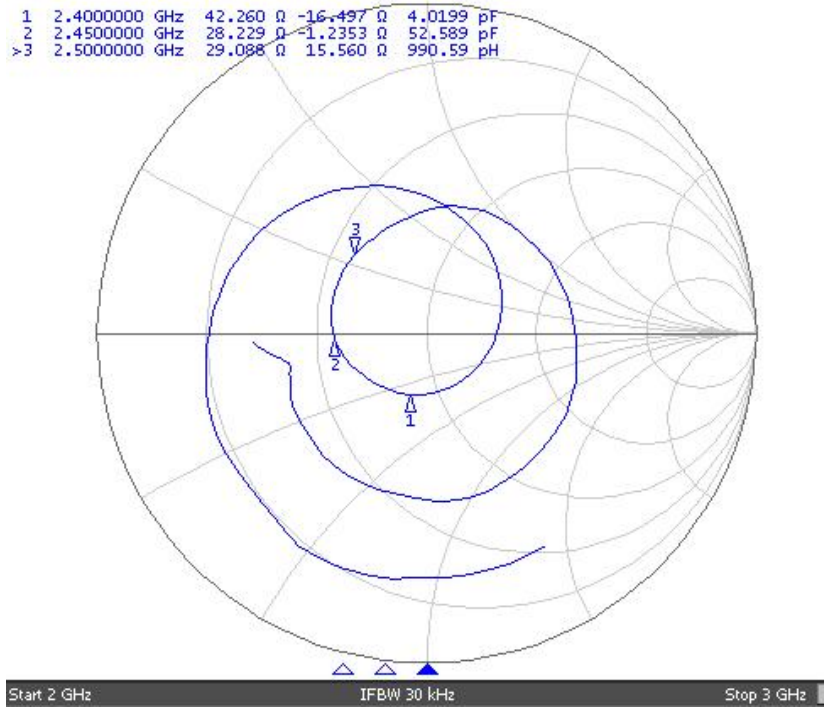 1 2.4000000 GHz 42.260 Ω -16.497 Ω 4.0199 pF
2 2.4500000 GHz 28.229 Ω -1.2353 Ω 52.589 pF
>3 2.5000000 GHz 29.088 Ω 15.560 Ω 990.59 pH
3
2
1
Start 2 GHz IFBW 30 kHz Stop 3 GHz